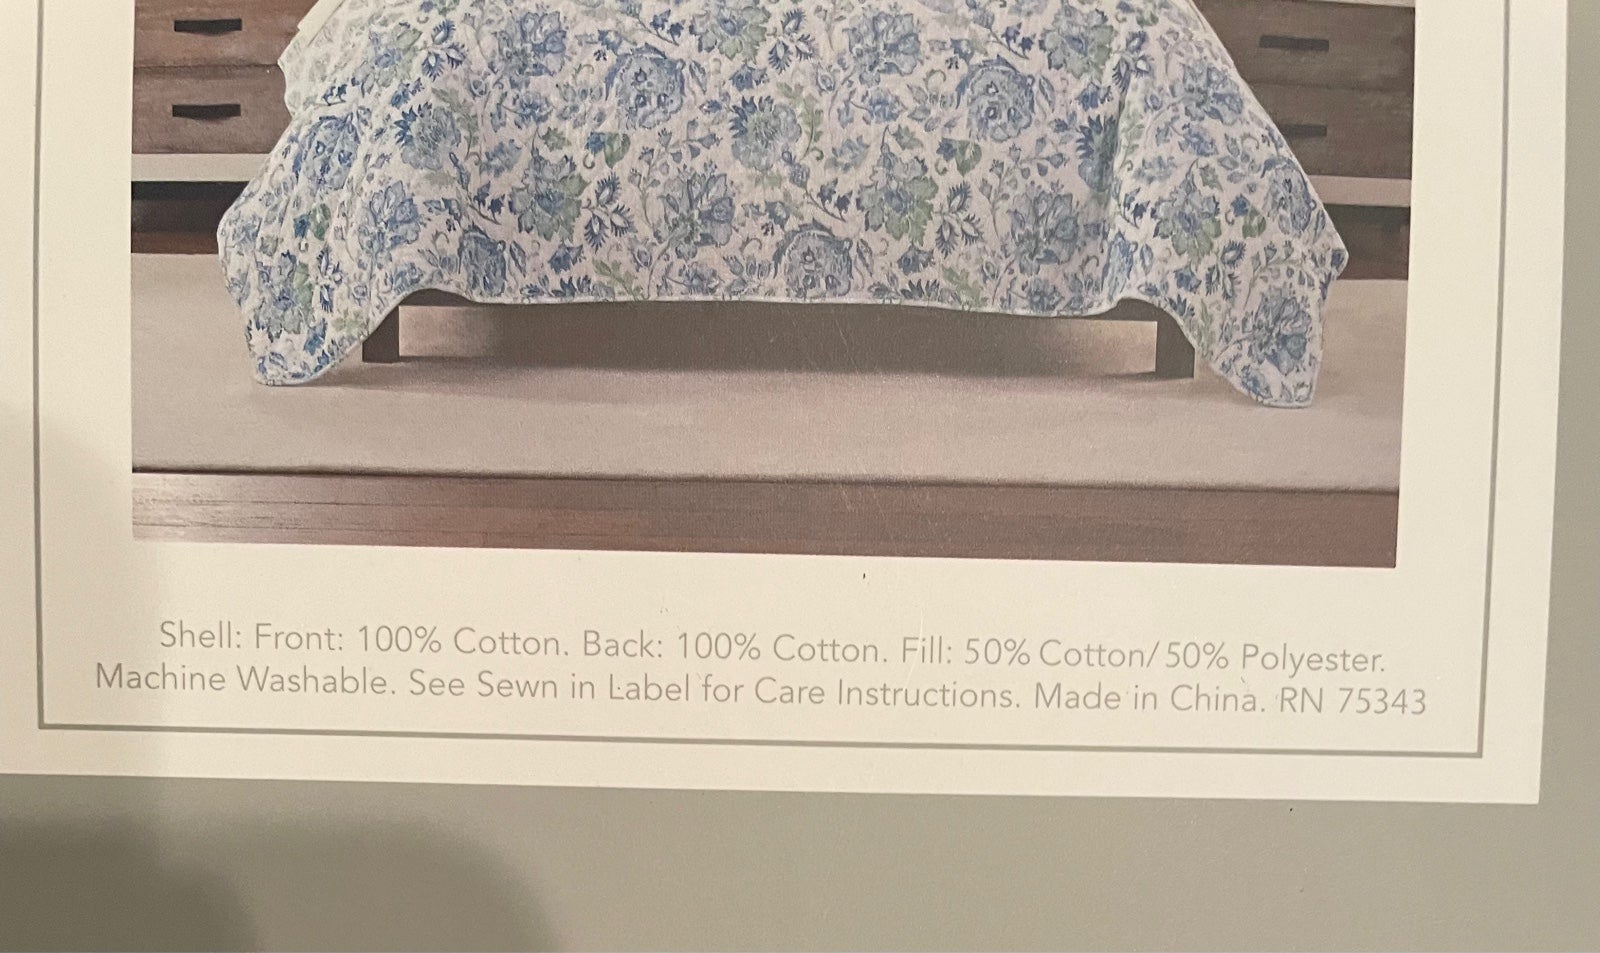 Shell: Front: 100% Cotton. Back: 100% Cotton. Fill: 50% Cotton/50% Polyester.
Machine Washable. See Sewn in Label for Care Instructions. Made in China. RN 75343